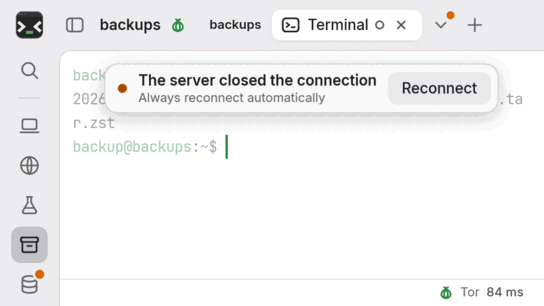 backups
backups
Terminal
The server closed the connection
Always reconnect automatically
Reconnect
back
2026
.ta
r.zst
backup@backups:~$
Tor 84 ms